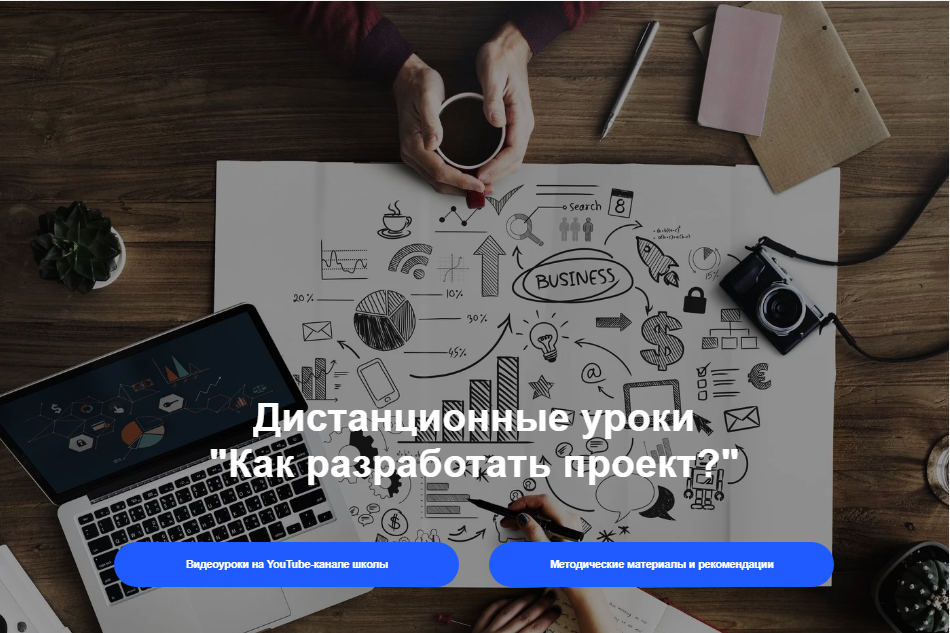 search
8
BUSINESS
15%
20%
10%
30%
45%
@
$
€
Дистанционные уроки
"Как разработать проект?"
$
Видеоуроки на YouTube-канале школы
Методические материалы и рекомендации